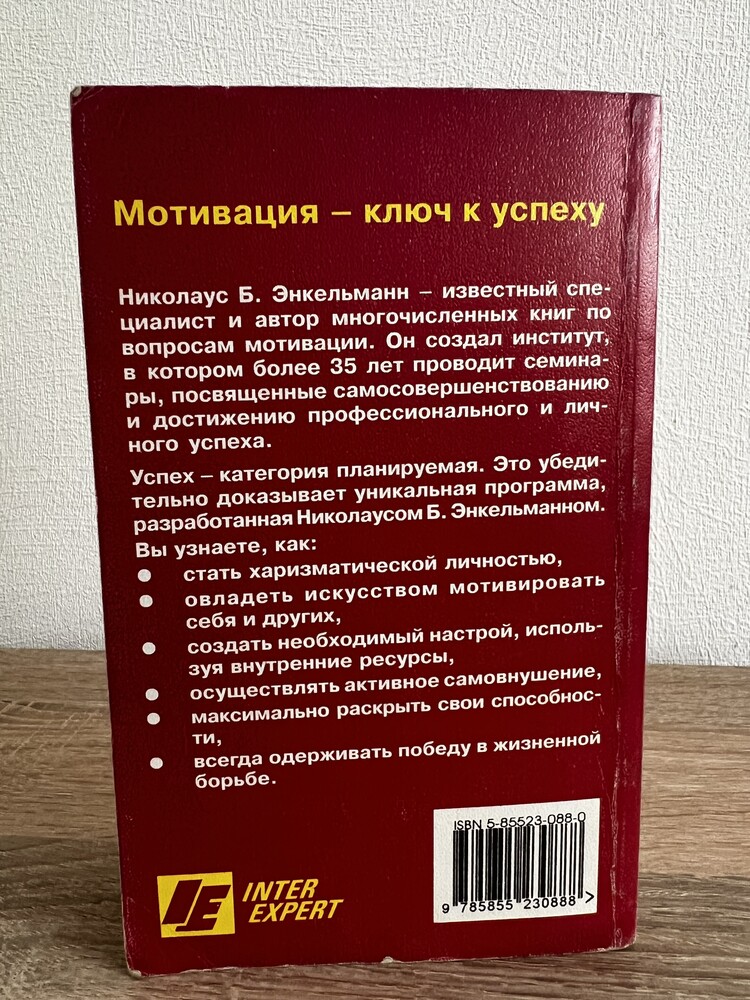 Мотивация – ключ к успеху
Николаус Б. Энкельманн – известный спе-
циалист и автор многочисленных книг по
вопросам мотивации. Он создал институт,
в котором более 35 лет проводит семина-
ры, посвященные самосовершенствованию
и достижению профессионального и лич-
ного успеха.
Успех – категория планируемая. Это убеди-
тельно доказывает уникальная программа,
разработанная Николаусом Б. Энкельманном.
Вы узнаете, как:
● стать харизматической личностью,
● овладеть искусством мотивировать
себя и других,
● создать необходимый настрой, исполь-
зуя внутренние ресурсы,
● осуществлять активное самовнушение,
● максимально раскрыть свои способнос-
ти,
● всегда одерживать победу в жизненной
борьбе.
ISBN 5-85523-088-0
9 785855 230888 >
IE INTER
EXPERT